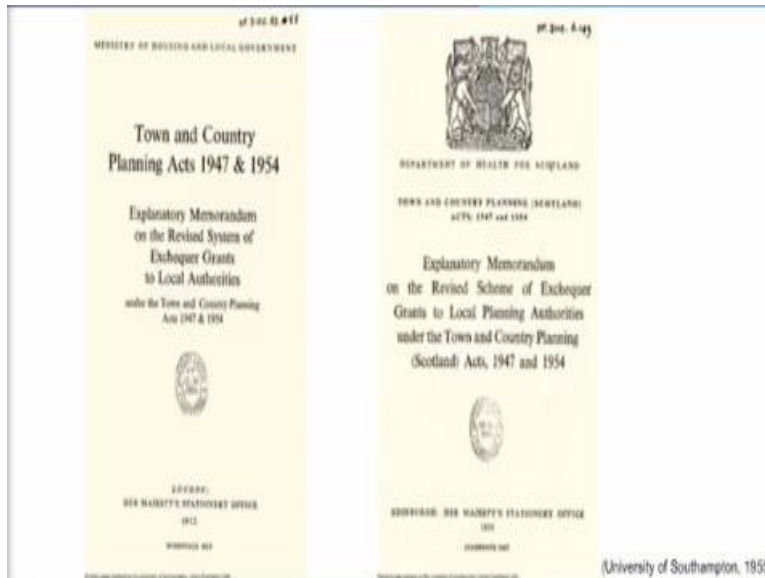 MINISTRY OF HOUSING AND LOCAL GOVERNMENT
Town and Country
Planning Acts 1947 & 1954
Explanatory Memorandum
on the Revised System of
Exchequer Grants
to Local Authorities
under the Town and Country Planning
Acts 1947 & 1954
LONDON:
HER MAJESTY'S STATIONERY OFFICE
DEPARTMENT OF HEALTH FOR SCOTLAND
TOWN AND COUNTRY PLANNING (SCOTLAND)
ACTS, 1947 and 1954
Explanatory Memorandum
on the Revised Scheme of Exchequer
Grants to Local Planning Authorities
under the Town and Country Planning
(Scotland) Acts, 1947 and 1954
EDINBURGH: HER MAJESTY'S STATIONERY OFFICE
(University of Southampton, 1955